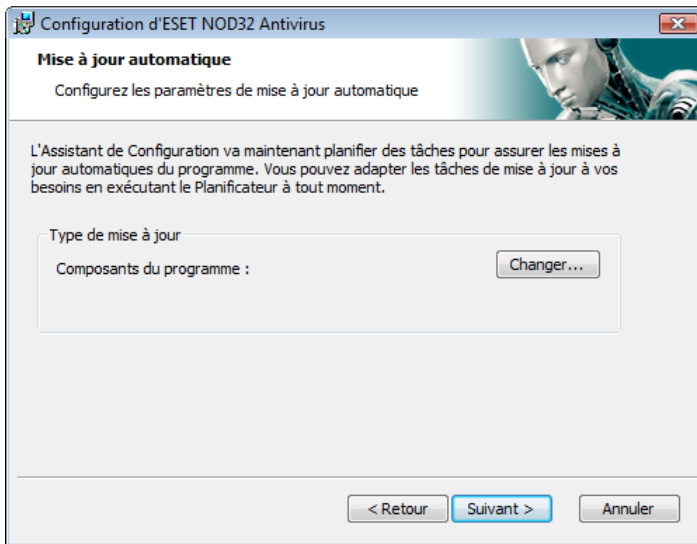 Configuration d'ESET NOD32 Antivirus
Mise à jour automatique
Configurez les paramètres de mise à jour automatique
L'Assistant de Configuration va maintenant planifier des tâches pour assurer les mises à
jour automatiques du programme. Vous pouvez adapter les tâches de mise à jour à vos
besoins en exécutant le Planificateur à tout moment.
Type de mise à jour
Composants du programme :
Changer...
< Retour
Suivant >
Annuler